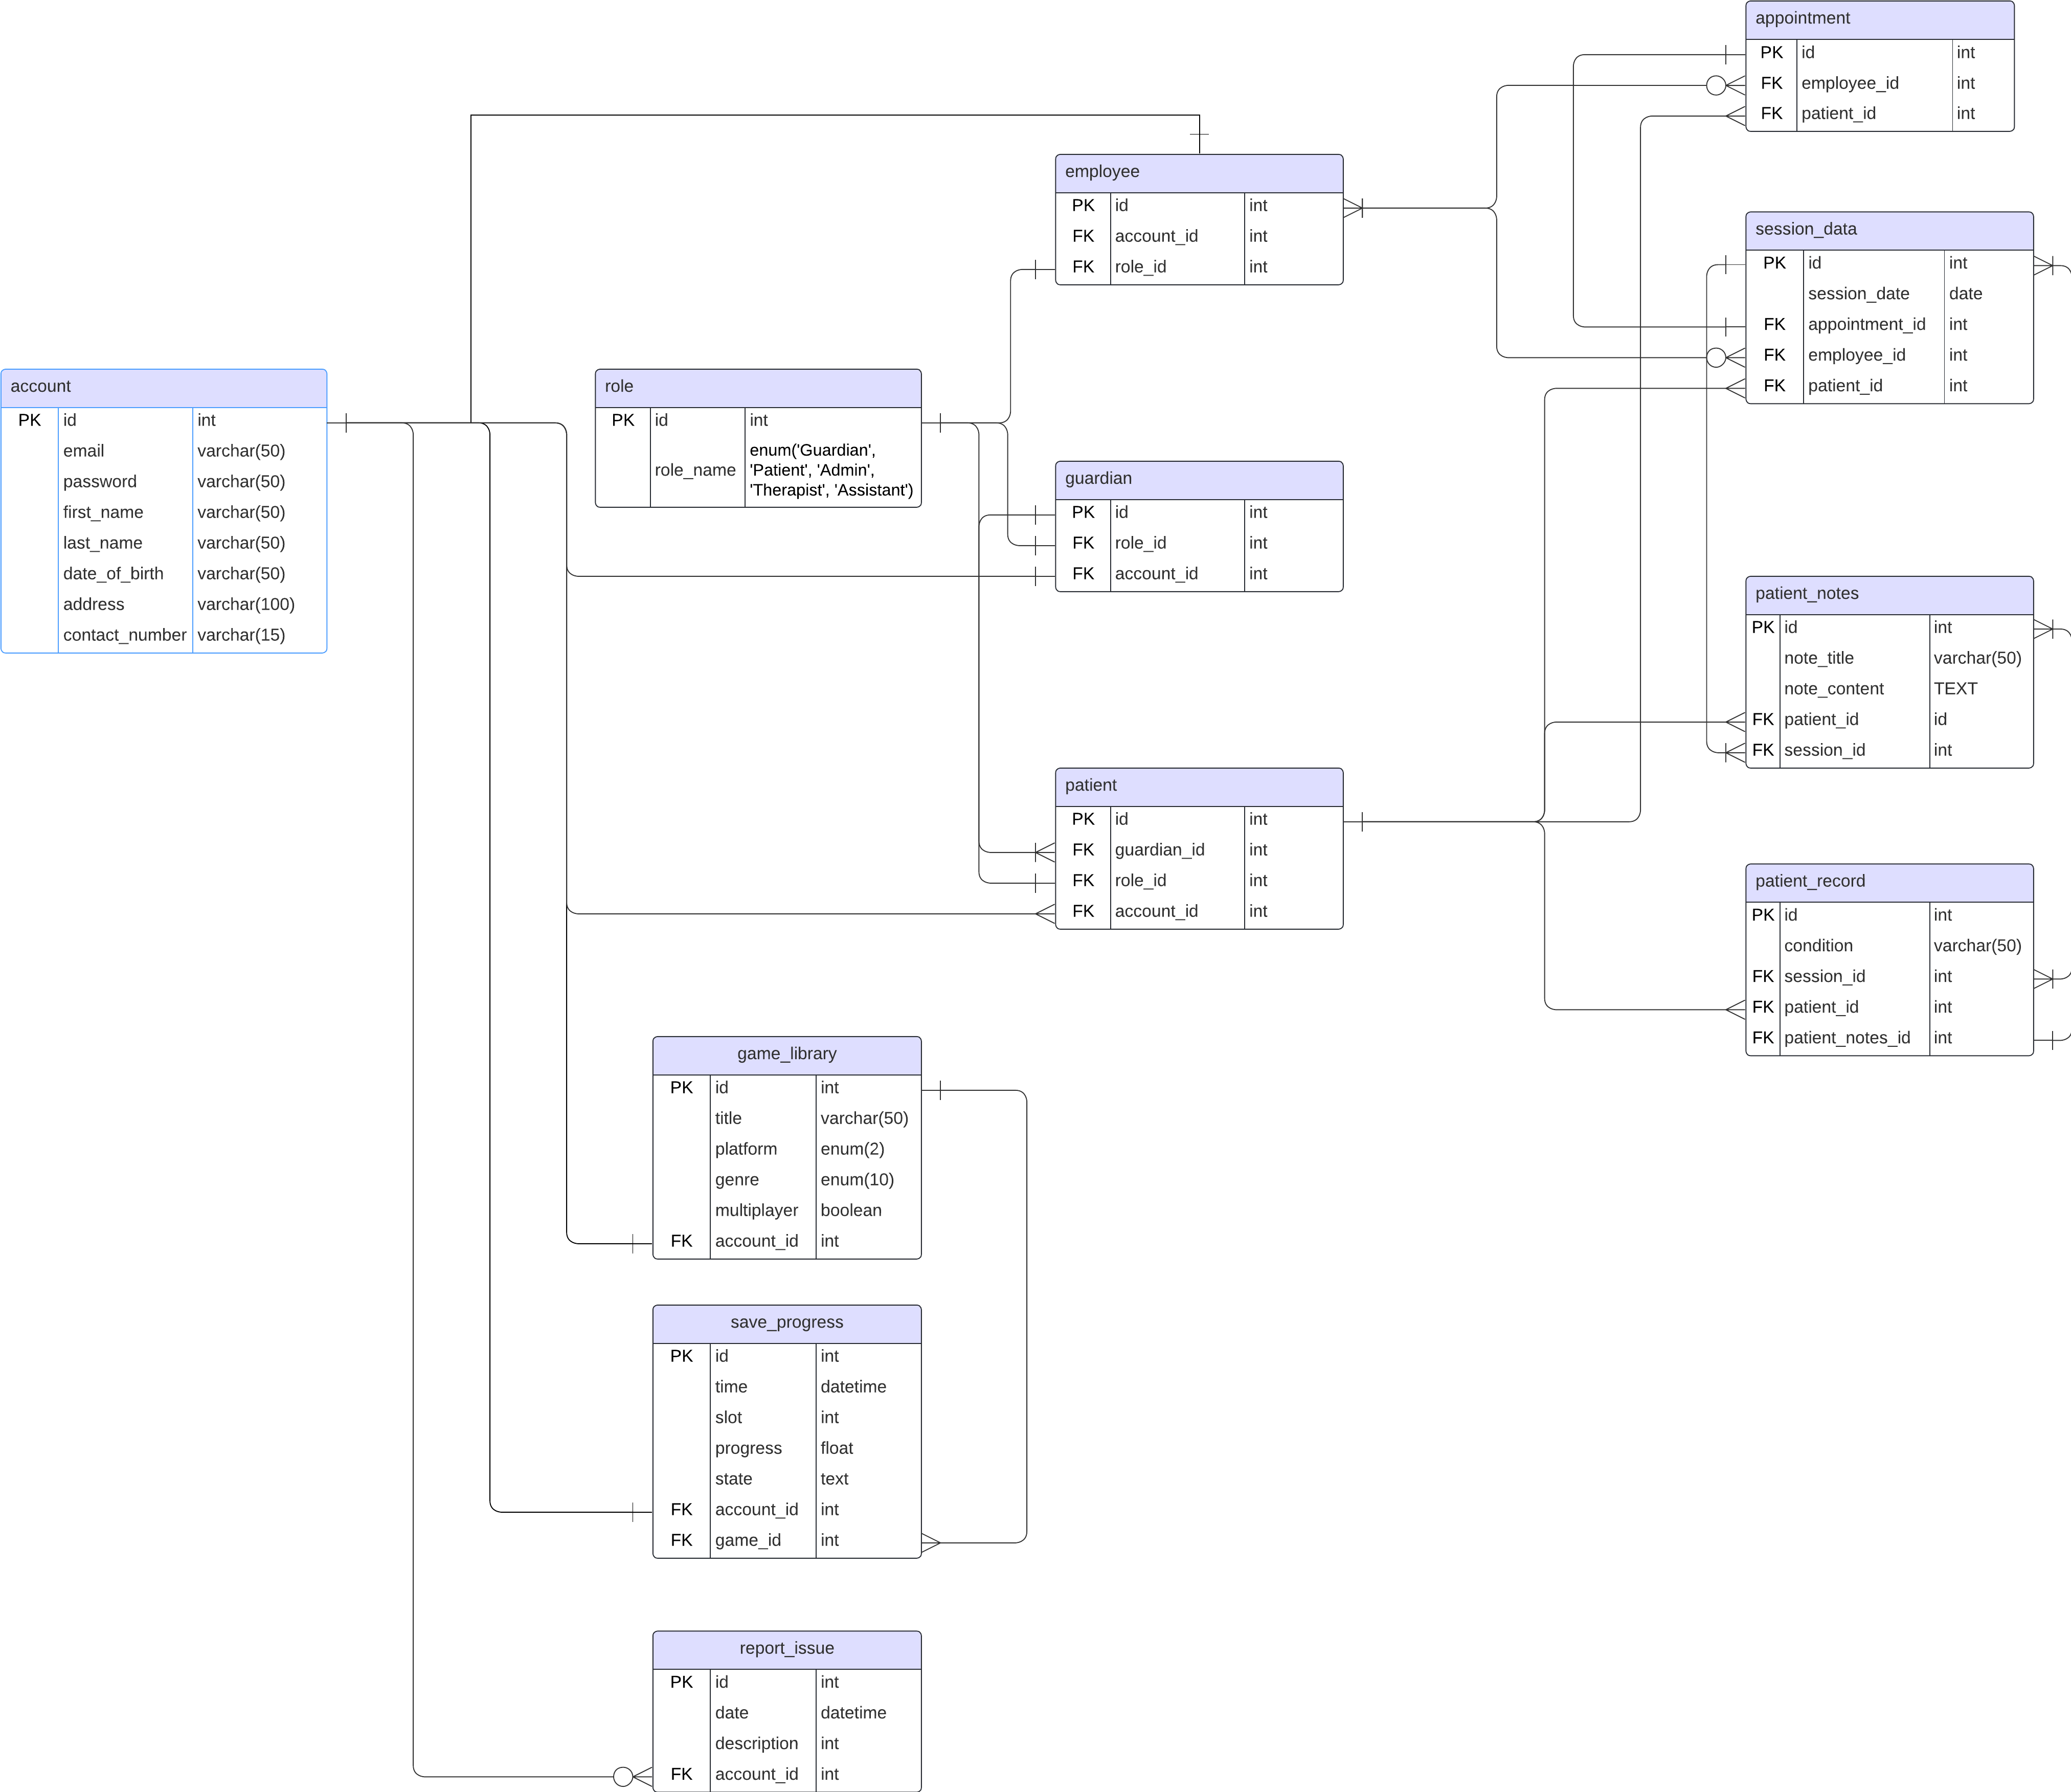 account
PK id int
email varchar(50)
password varchar(50)
first_name varchar(50)
last_name varchar(50)
date_of_birth varchar(50)
address varchar(100)
contact_number varchar(15)
role
PK id int
role_name enum('Guardian',
'Patient', 'Admin',
'Therapist', 'Assistant')
employee
PK id int
FK account_id int
FK role_id int
guardian
PK id int
FK role_id int
FK account_id int
patient
PK id int
FK guardian_id int
FK role_id int
FK account_id int
game_library
PK id int
title varchar(50)
platform enum(2)
genre enum(10)
multiplayer boolean
FK account_id int
save_progress
PK id int
time datetime
slot int
progress float
state text
FK account_id int
FK game_id int
report_issue
PK id int
date datetime
description int
FK account_id int
appointment
PK id int
FK employee_id int
FK patient_id int
session_data
PK id int
session_date date
FK appointment_id int
FK employee_id int
FK patient_id int
patient_notes
PK id int
note_title varchar(50)
note_content TEXT
FK patient_id id
FK session_id int
patient_record
PK id int
condition varchar(50)
FK session_id int
FK patient_id int
FK patient_notes_id int